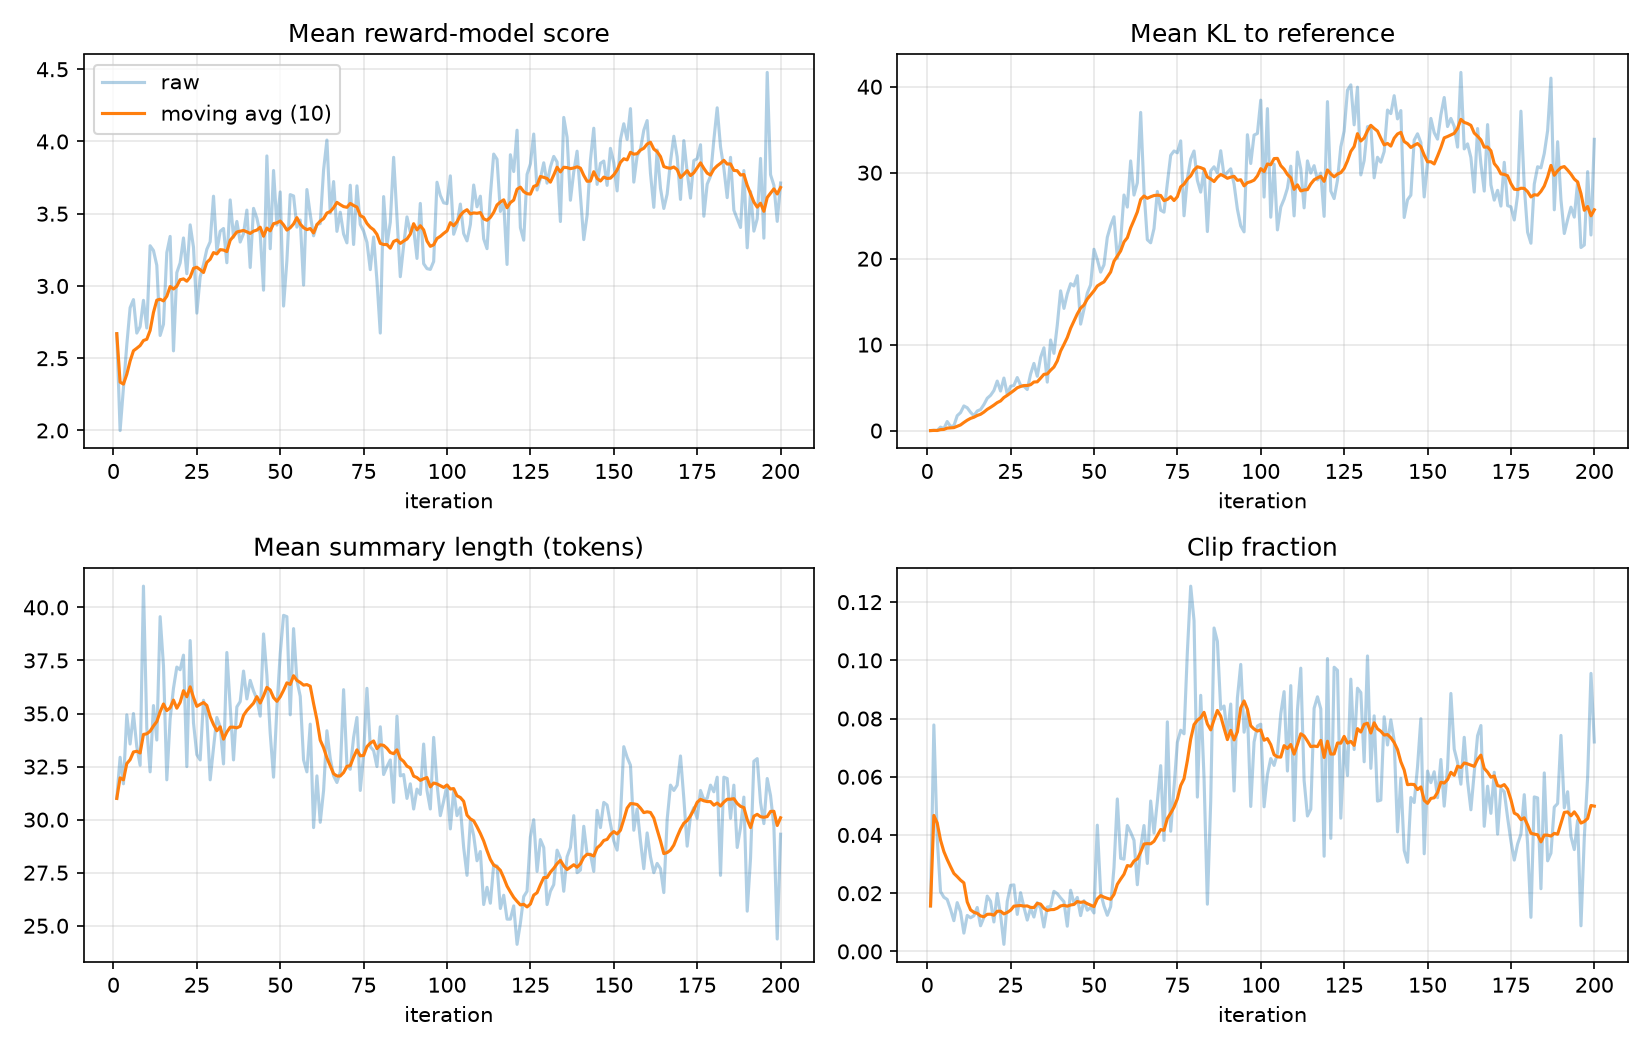 Mean reward-model score
4.5
4.0
3.5
3.0
2.5
2.0
raw
moving avg (10)
0 25 50 75 100 125 150 175 200
iteration
Mean KL to reference
40
30
20
10
0
0 25 50 75 100 125 150 175 200
iteration
Mean summary length (tokens)
40.0
37.5
35.0
32.5
30.0
27.5
25.0
0 25 50 75 100 125 150 175 200
iteration
Clip fraction
0.12
0.10
0.08
0.06
0.04
0.02
0.00
0 25 50 75 100 125 150 175 200
iteration